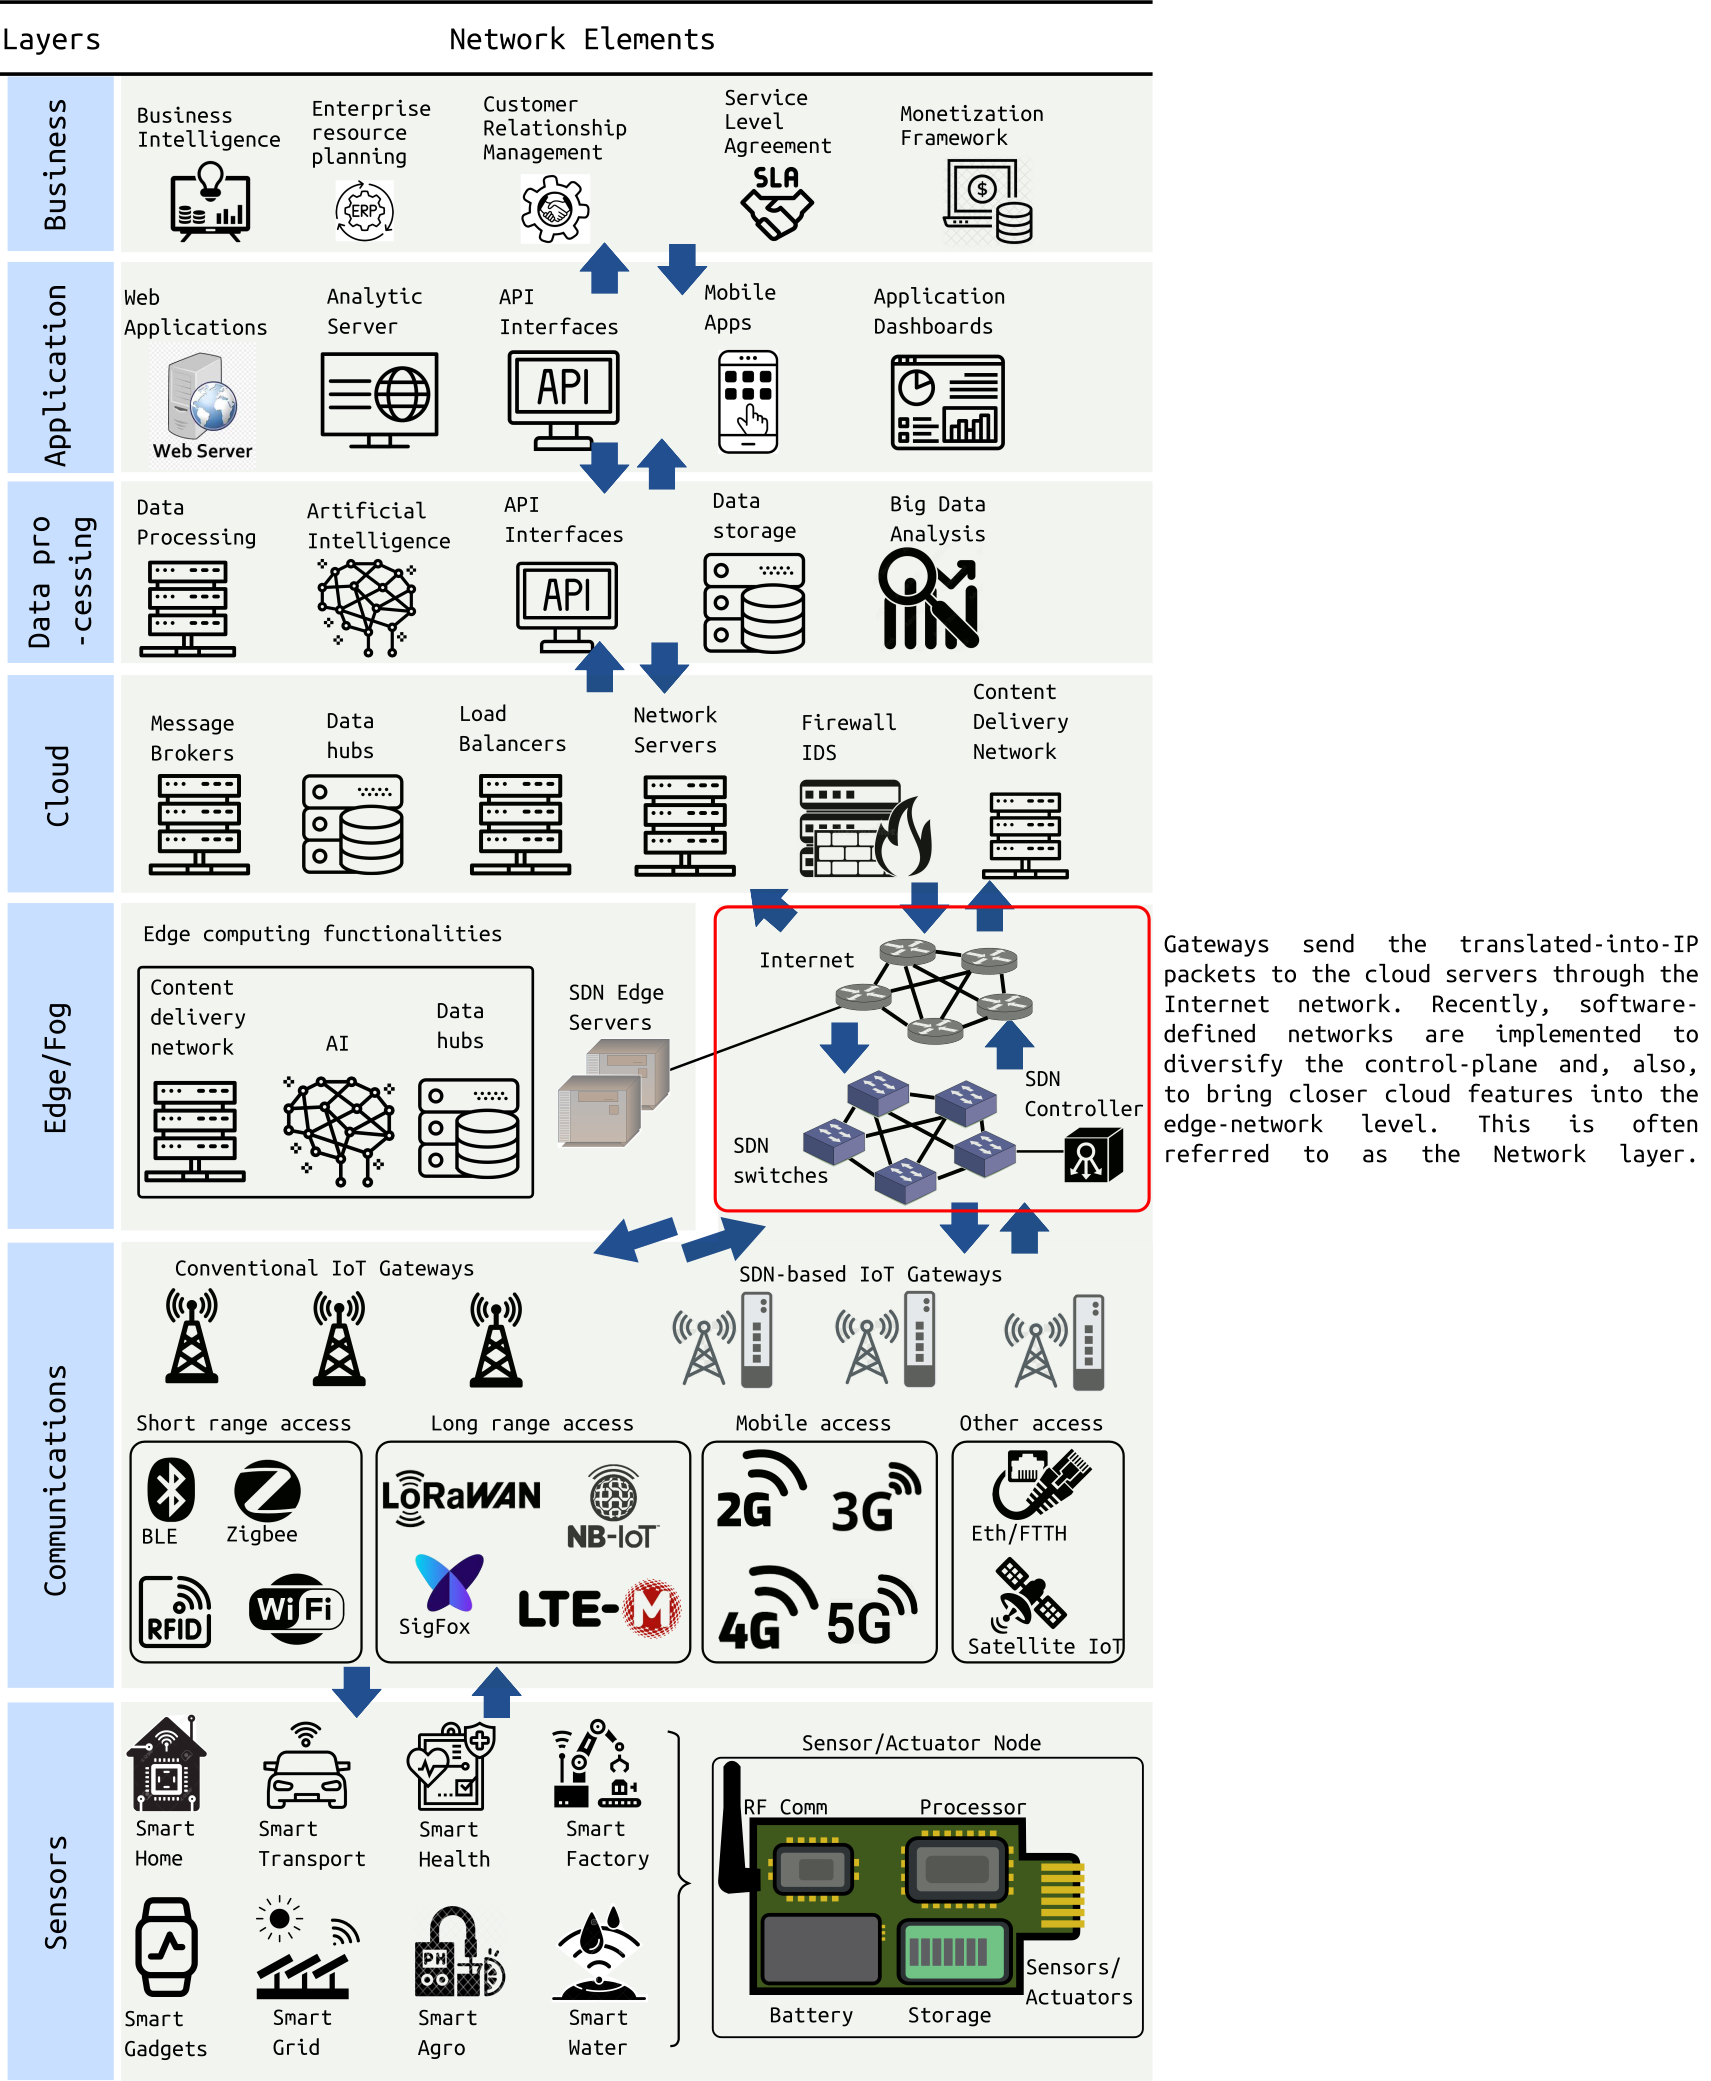 Layers
Network Elements
Business
Business
Intelligence
Enterprise
resource
planning
ERP
Customer
Relationship
Management
Service
Level
Agreement
SLA
Monetization
Framework
$
Application
Web
Applications
Web Server
Analytic
Server
API
Interfaces
API
Mobile
Apps
Application
Dashboards
Data pro
-cessing
Data
Processing
Artificial
Intelligence
API
Interfaces
API
Data
storage
Big Data
Analysis
Cloud
Message
Brokers
Data
hubs
Load
Balancers
Network
Servers
Firewall
IDS
Content
Delivery
Network
Edge/Fog
Edge computing functionalities
Content
delivery
network
AI
Data
hubs
SDN Edge
Servers
Internet
SDN
Controller
SDN
switches
Gateways send the translated-into-IP
packets to the cloud servers through the
Internet network. Recently, software-
defined networks are implemented to
diversify the control-plane and, also,
to bring closer cloud features into the
edge-network level. This is often
referred to as the Network layer.
Communications
Conventional IoT Gateways
SDN-based IoT Gateways
Short range access
BLE
Zigbee
RFID
WiFi
Long range access
LoRaWAN
NB-IoT
SigFox
LTE-M
Mobile access
2G
3G
4G
5G
Other access
Eth/FTTH
Satellite IoT
Sensors
Smart
Home
Smart
Transport
Smart
Health
Smart
Factory
Smart
Gadgets
Smart
Grid
PH
Smart
Agro
Smart
Water
Sensor/Actuator Node
RF Comm
Processor
Sensors/
Actuators
Battery
Storage